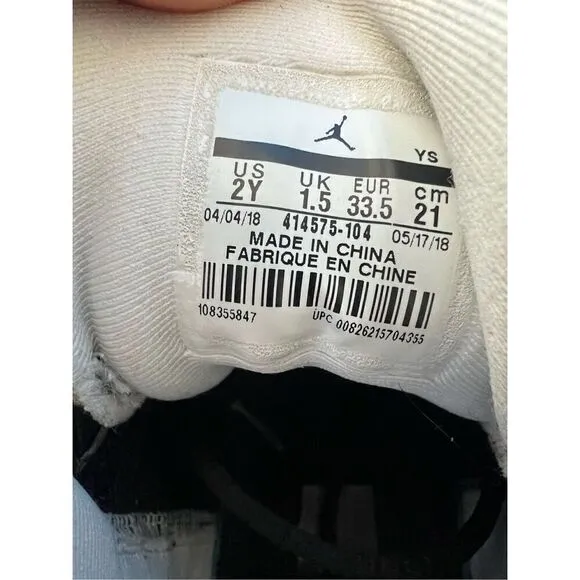 YS
US UK EUR cm
2Y 1.5 33.5 21
04/04/18 414575-104 05/17/18
MADE IN CHINA
FABRIQUE EN CHINE
108355847 UPC 00826215704355